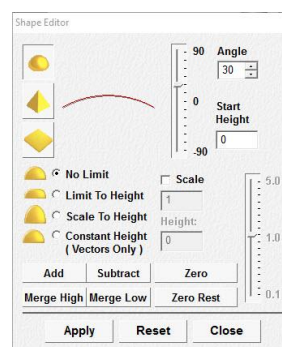 Shape Editor
90 Angle
30
0 Start
Height
0
-90
No Limit
Scale
5.0
Limit To Height
1
Scale To Height
Height:
1.0
Constant Height
0
( Vectors Only )
Add Subtract Zero
Merge High Merge Low Zero Rest
0.1
Apply Reset Close